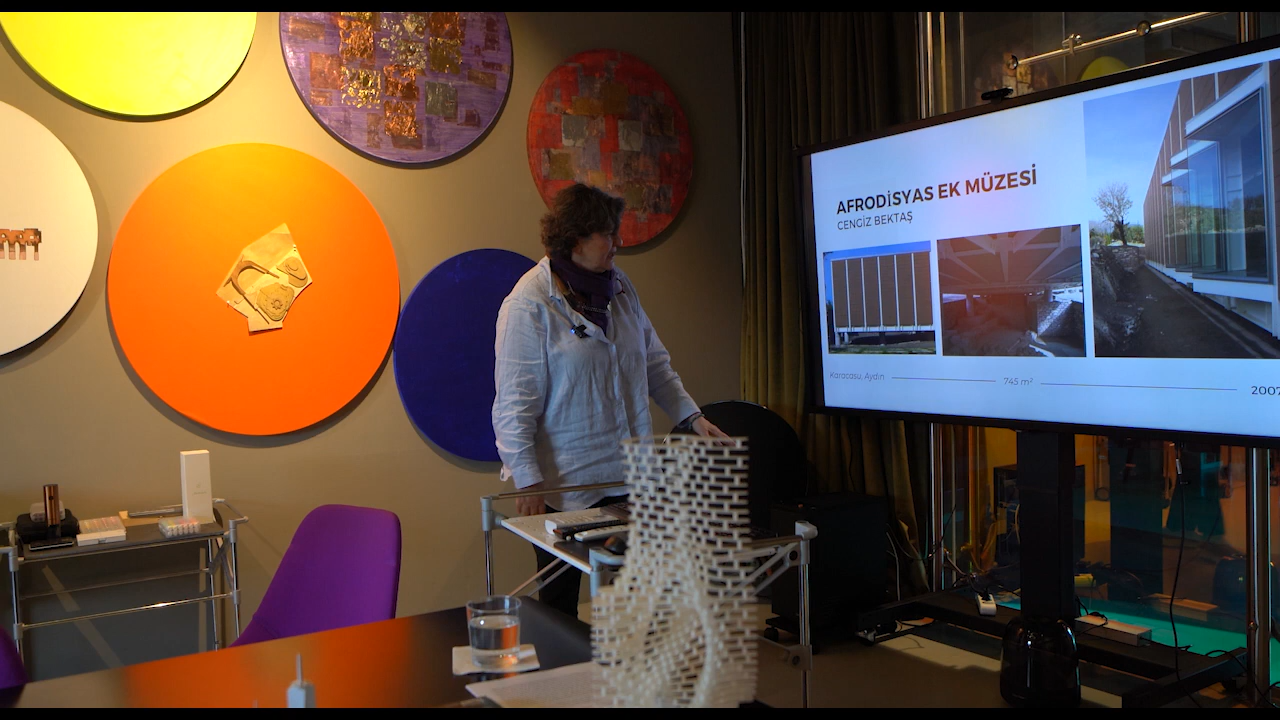 AFRODİSYAS EK MÜZESİ
CENGİZ BEKTAŞ
Karacasu, Aydın 745 m² 2007